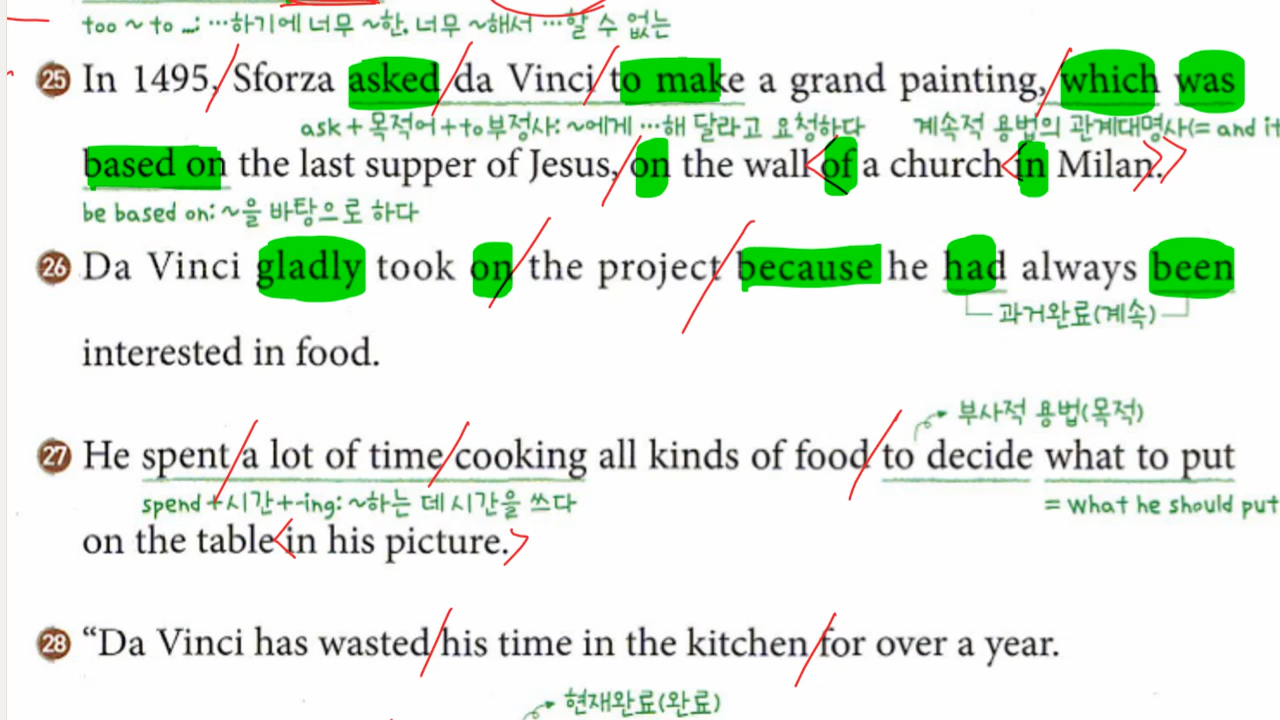 too ~ to ...: …하기에 너무 ~한, 너무 ~해서 …할 수 없는
25 In 1495, Sforza asked da Vinci to make a grand painting, which was
ask + 목적어 + to 부정사: ~에게 …해 달라고 요청하다 계속적 용법의 관계대명사(= and it
based on the last supper of Jesus, on the wall of a church in Milan.
be based on: ~을 바탕으로 하다
26 Da Vinci gladly took on the project because he had always been
과거완료(계속)
interested in food.
부사적 용법(목적)
27 He spent a lot of time cooking all kinds of food to decide what to put
spend + 시간 + -ing: ~하는 데 시간을 쓰다 = what he should put
on the table in his picture.
28 “Da Vinci has wasted his time in the kitchen for over a year.
현재완료(완료)